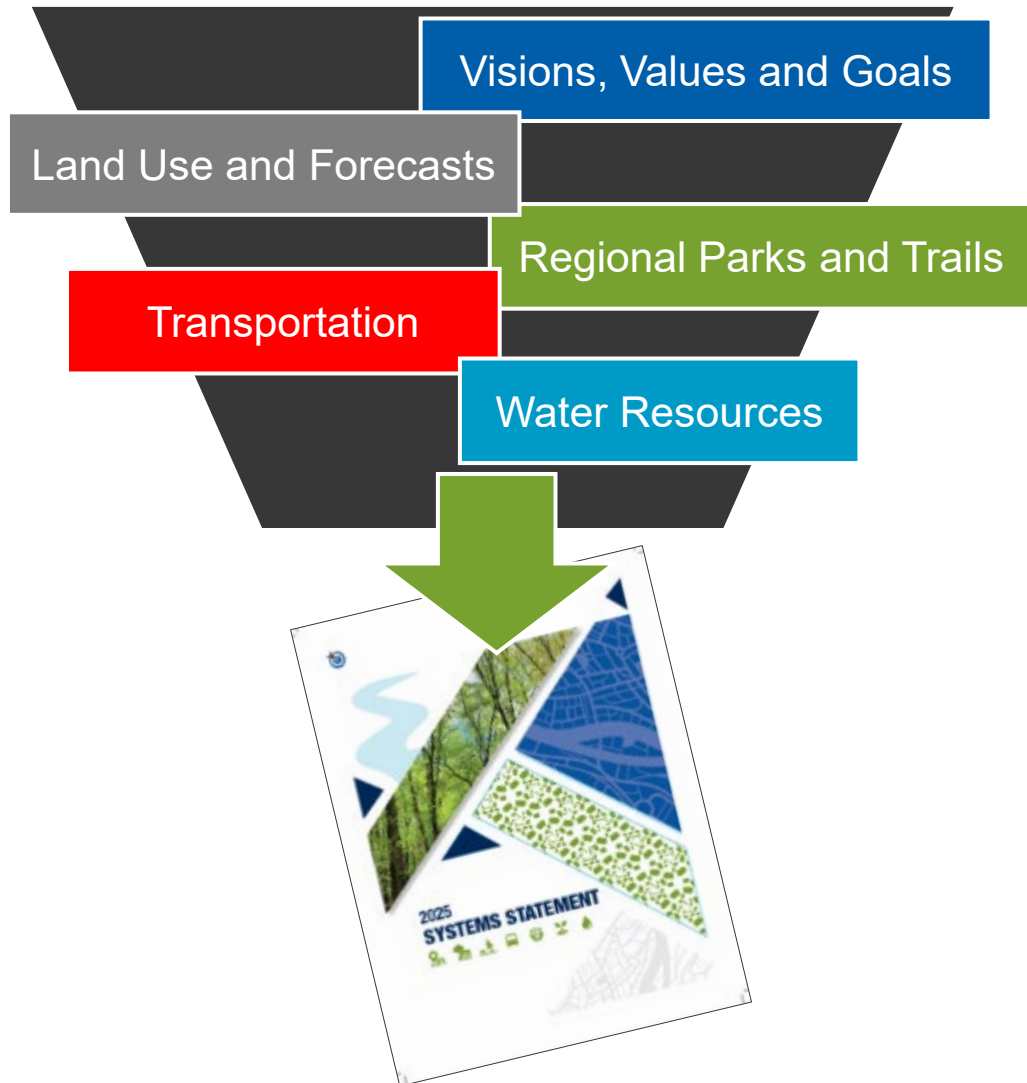 Visions, Values and Goals
Land Use and Forecasts
Regional Parks and Trails
Transportation
Water Resources
2025
SYSTEMS STATEMENT